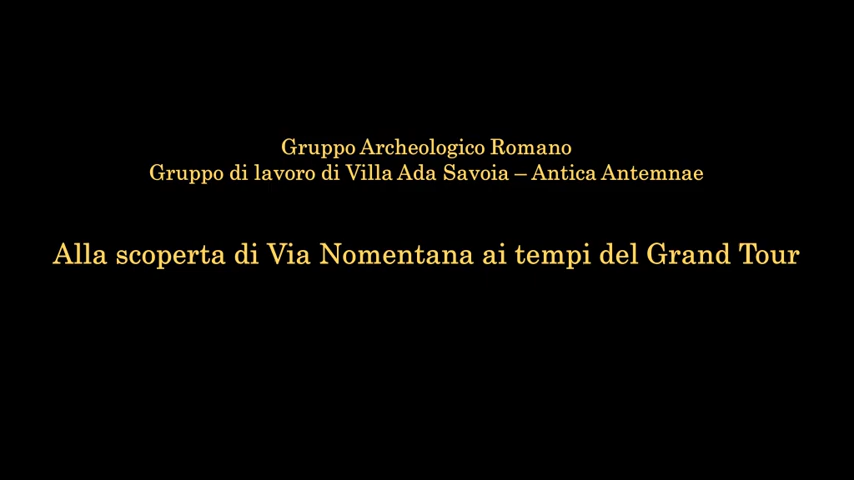 Gruppo Archeologico Romano
Gruppo di lavoro di Villa Ada Savoia – Antica Antemnae
Alla scoperta di Via Nomentana ai tempi del Grand Tour